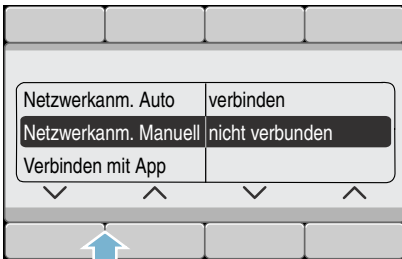 Netzwerkanm. Auto verbinden
Netzwerkanm. Manuell nicht verbunden
Verbinden mit App